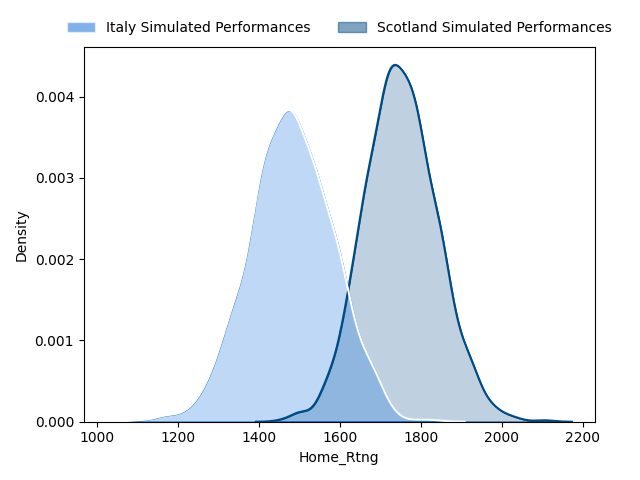 Italy Simulated Performances Scotland Simulated Performances
0.004
0.003
0.002
0.001
0.000
Density
1000 1200 1400 1600 1800 2000 2200
Home_Rtng